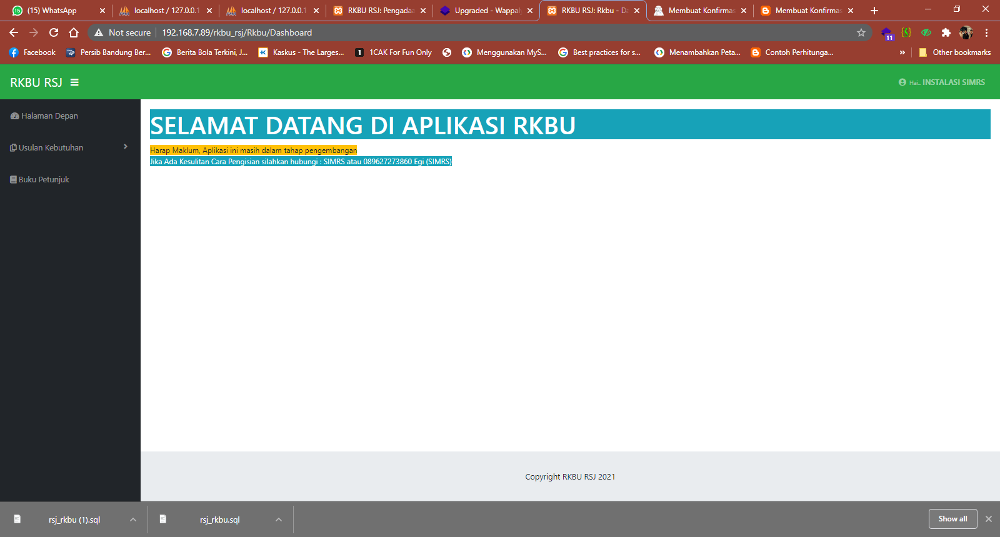 (15) WhatsApp
localhost / 127.0.0.1
localhost / 127.0.0.1
RKBU RSJ: Pengadaa
Upgraded - Wappaly
RKBU RSJ: Rkbu - Da
Membuat Konfirmas
Membuat Konfirmas
Not secure
192.168.7.89/rkbu_rsj/Rkbu/Dashboard
11
Facebook
Persib Bandung Ber...
Berita Bola Terkini, J...
Kaskus - The Larges...
1CAK For Fun Only
Menggunakan MyS...
Best practices for s...
Menambahkan Peta...
Contoh Perhitunga...
»
Other bookmarks
RKBU RSJ
Hai.. INSTALASI SIMRS
Halaman Depan
Usulan Kebutuhan
Buku Petunjuk
SELAMAT DATANG DI APLIKASI RKBU
Harap Maklum, Aplikasi ini masih dalam tahap pengembangan
Jika Ada Kesulitan Cara Pengisian silahkan hubungi : SIMRS atau 089627273860 Egi (SIMRS)
Copyright RKBU RSJ 2021
rsj_rkbu (1).sql
rsj_rkbu.sql
Show all